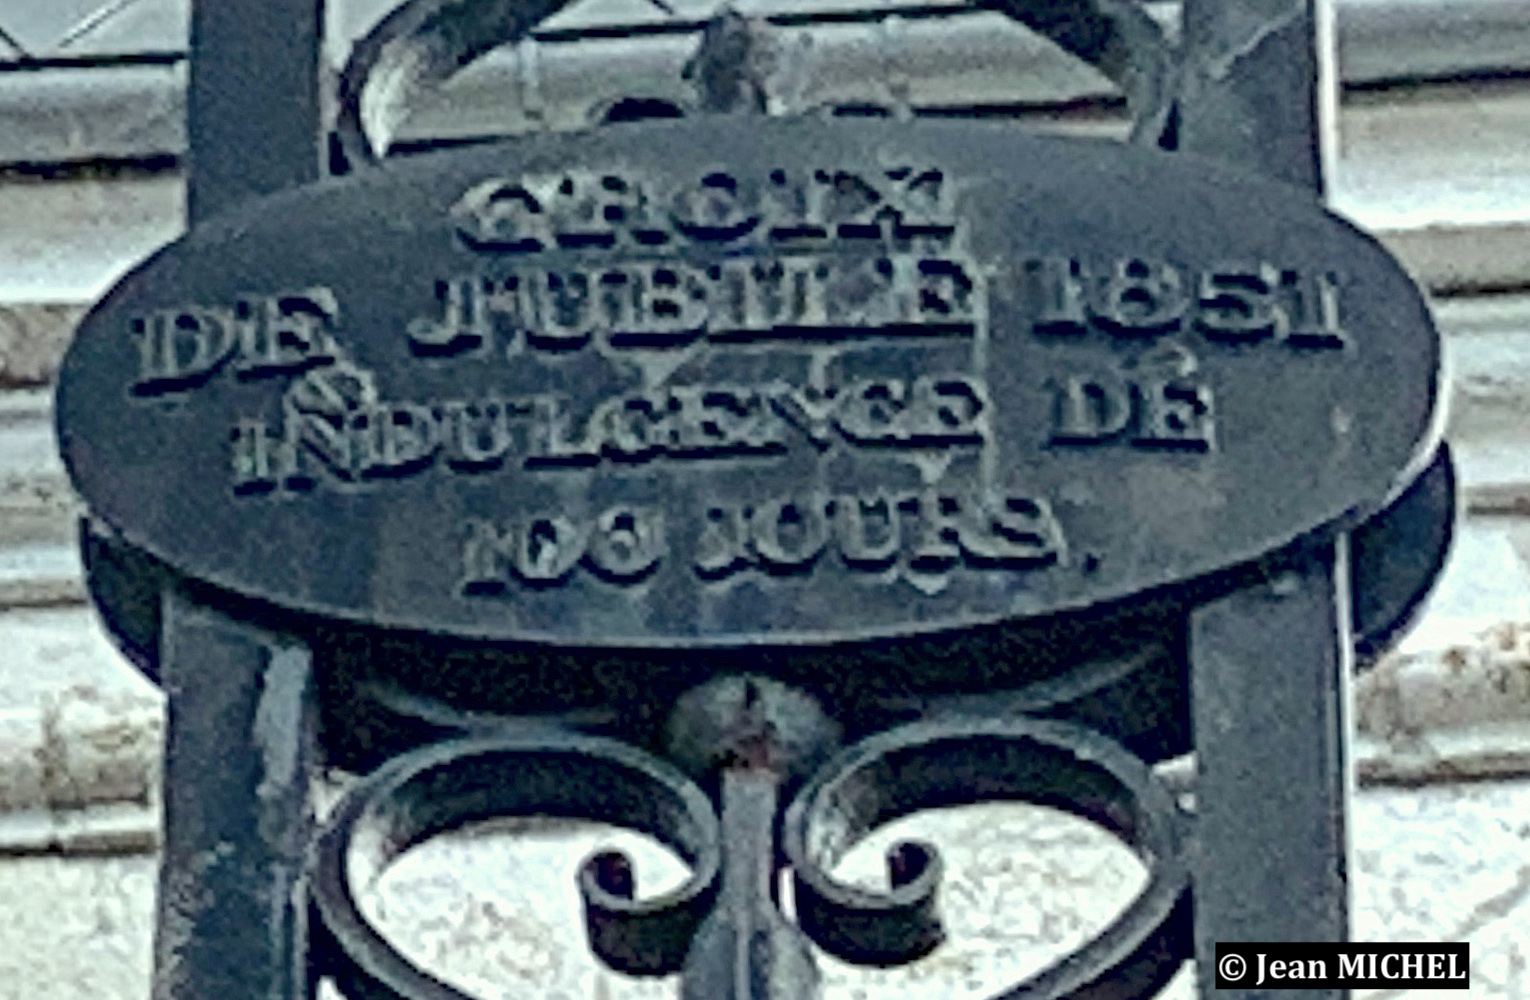 CROIX
DE JUBILE 1851
INDULGENCE DE
100 JOURS.
© Jean MICHEL